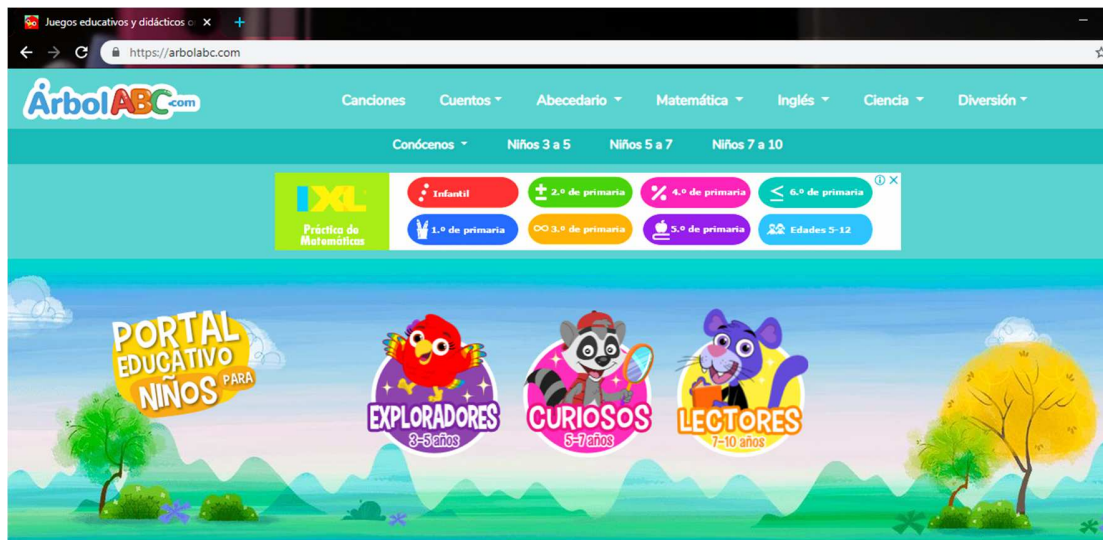 Juegos educativos y didácticos o
https://arbolabc.com
ÁrbolABC.com
Canciones Cuentos Abecedario Matemática Inglés Ciencia Diversión
Conócenos Niños 3 a 5 Niños 5 a 7 Niños 7 a 10
IXL
Práctica de
Matemáticas
Infantil 2.º de primaria 4.º de primaria 6.º de primaria
1.º de primaria 3.º de primaria 5.º de primaria Edades 5-12
PORTAL
EDUCATIVO
PARA
NIÑOS
EXPLORADORES
3-5 años
CURIOSOS
5-7 años
LECTORES
7-10 años